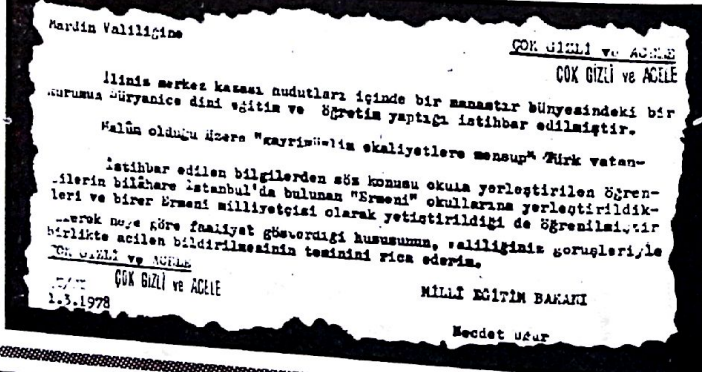 Mardin Valiliğine
ÇOK GİZLİ ve ACELE
ÇOK GİZLİ ve ACELE
İliniz merkez kazası hudutları içinde bir manastır bünyesindeki bir
kurumun Süryanice dini eğitim ve öğretim yaptığı istihbar edilmiştir.
Malûm olduğu üzere "gayrimüslim ekaliyetlere mensup" Türk vatan-
İstihbar edilen bilgilerden söz konusu okula yerleştirilen öğren-
cilerin bilâhare İstanbul'da bulunan "Ermeni" okullarına yerleştirildik-
leri ve birer Ermeni milliyetçisi olarak yetiştirildiği de öğrenilmiştir
neye göre faaliyet gösterdiği hususunun, valiliğiniz görüşleriyle
birlikte acilen bildirilmesinin teminini rica ederim.
ÇOK GİZLİ ve ACELE
ÇOK GİZLİ ve ACELE
1.3.1978
MİLLİ EĞİTİM BAKANI
Necdet Uğur